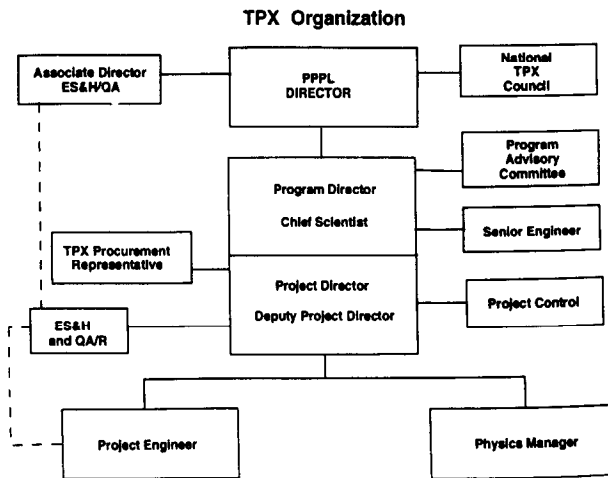 TPX Organization
Associate Director
ES&H/QA
PPPL
DIRECTOR
National
TPX
Council
Program
Advisory
Committee
Program Director
Chief Scientist
Senior Engineer
TPX Procurement
Representative
Project Director
Deputy Project Director
Project Control
ES&H
and QA/R
Project Engineer
Physics Manager